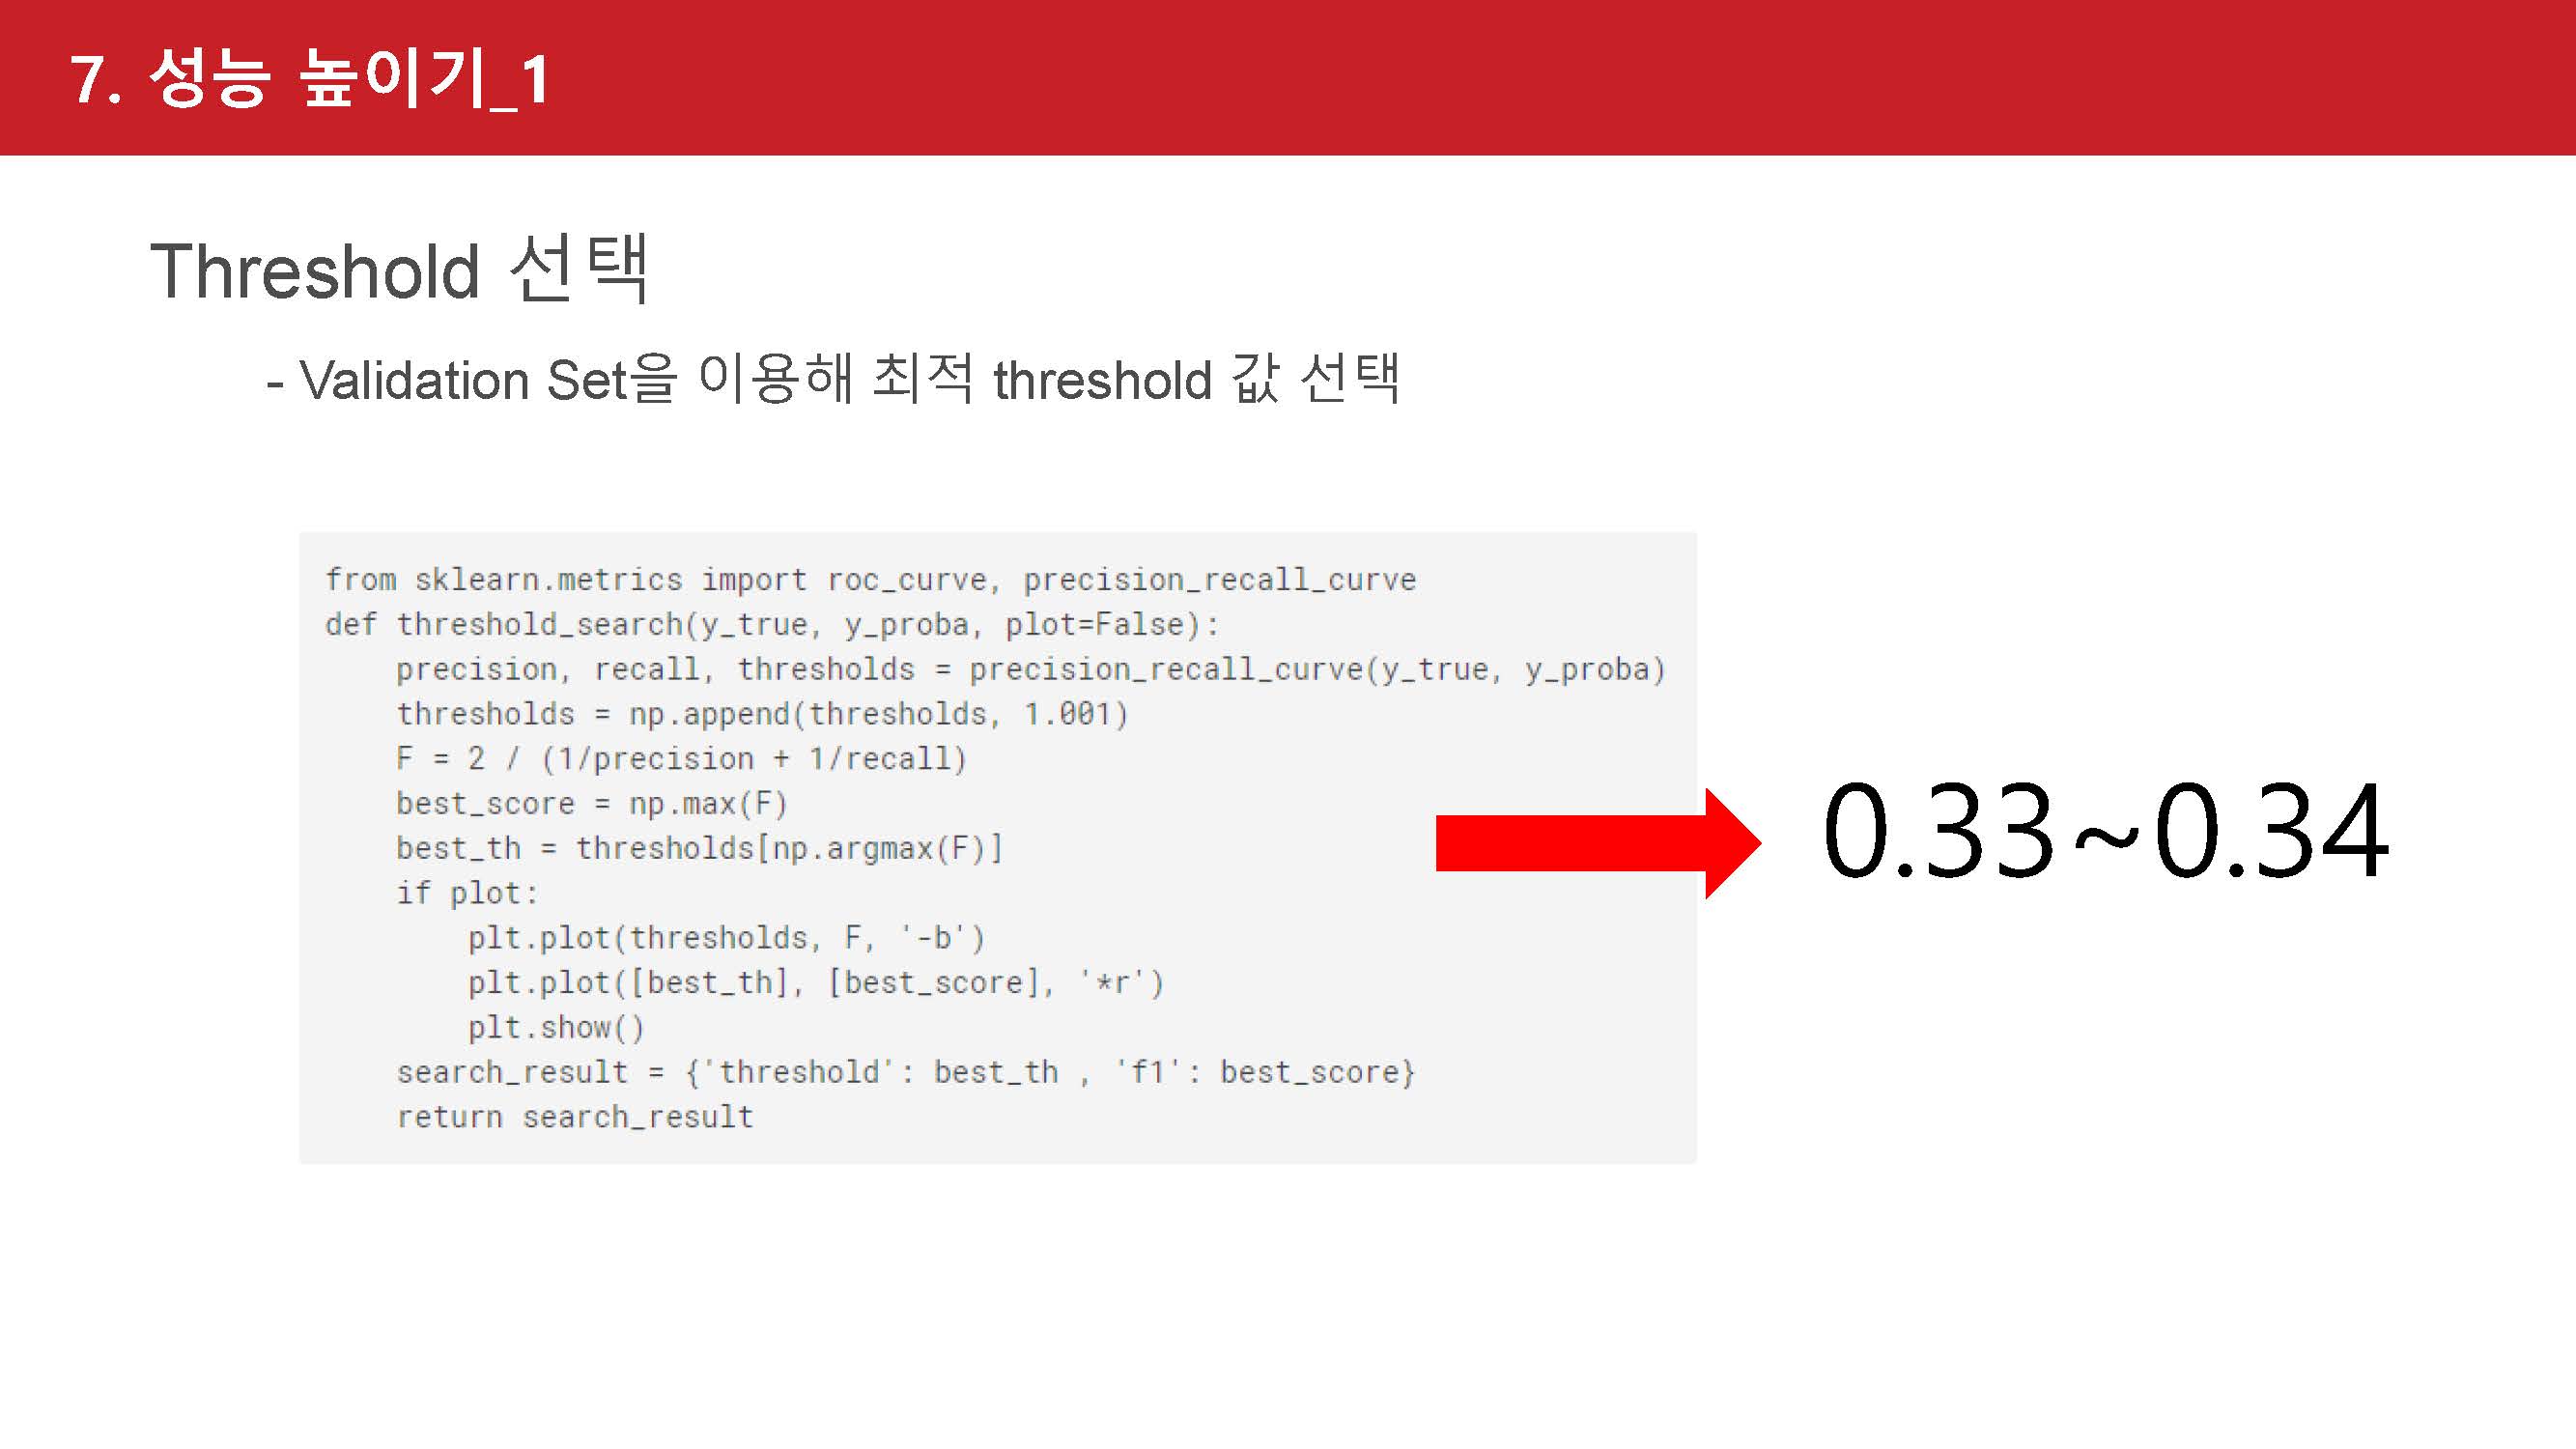 7. 성능 높이기_1
Threshold 선택
- Validation Set을 이용해 최적 threshold 값 선택
from sklearn.metrics import roc_curve, precision_recall_curve
def threshold_search(y_true, y_proba, plot=False):
    precision, recall, thresholds = precision_recall_curve(y_true, y_proba)
    thresholds = np.append(thresholds, 1.001)
    F = 2 / (1/precision + 1/recall)
    best_score = np.max(F)
    best_th = thresholds[np.argmax(F)]
    if plot:
        plt.plot(thresholds, F, '-b')
        plt.plot([best_th], [best_score], '*r')
        plt.show()
    search_result = {'threshold': best_th , 'f1': best_score}
    return search_result
0.33~0.34